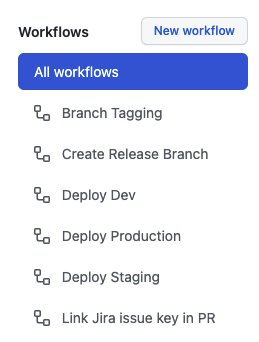 Workflows New workflow
All workflows
Branch Tagging
Create Release Branch
Deploy Dev
Deploy Production
Deploy Staging
Link Jira issue key in PR